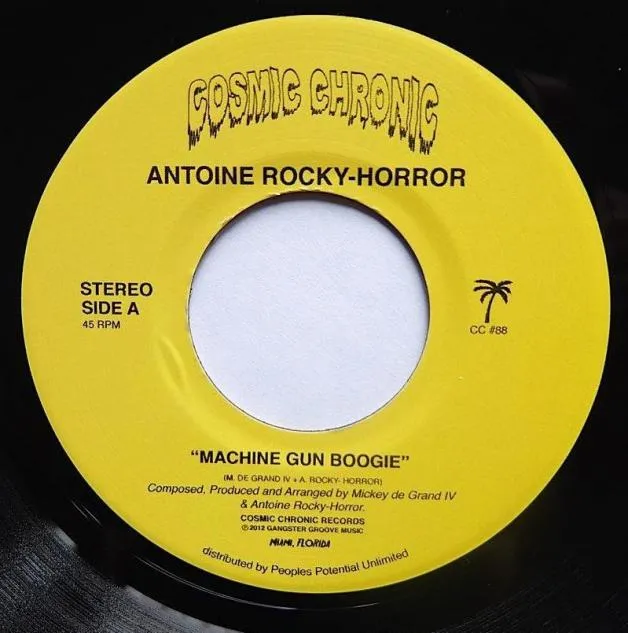 COSMIC CHRONIC
ANTOINE ROCKY-HORROR
STEREO
SIDE A
45 RPM
CC #88
"MACHINE GUN BOOGIE"
(M. DE GRAND IV + A. ROCKY- HORROR)
Composed, Produced and Arranged by Mickey de Grand IV
& Antoine Rocky-Horror.
COSMIC CHRONIC RECORDS
℗2012 GANGSTER GROOVE MUSIC
MIAMI, FLORIDA
distributed by Peoples Potential Unlimited